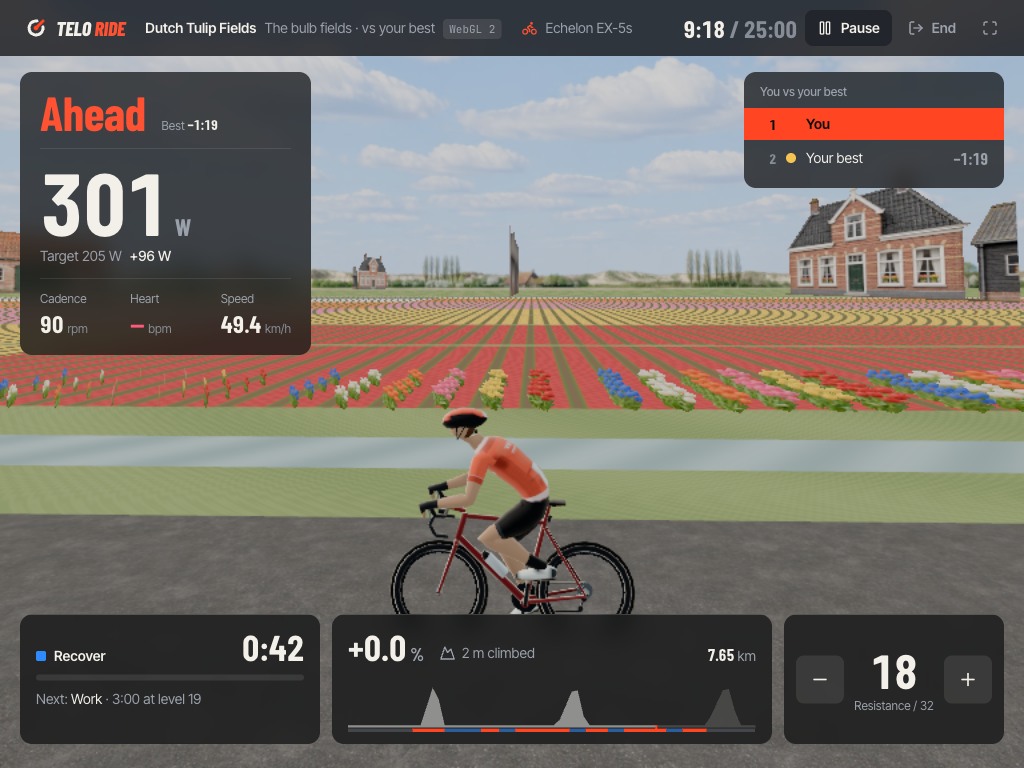 TELO RIDE
Dutch Tulip Fields The bulb fields · vs your best WebGL 2 Echelon EX-5s 9:18 / 25:00 Pause End
Ahead Best −1:19
301 W
Target 205 W +96 W
Cadence Heart Speed
90 rpm – bpm 49.4 km/h
You vs your best
1 You
2 Your best −1:19
Recover 0:42
Next: Work · 3:00 at level 19
+0.0 % 2 m climbed 7.65 km
− 18 +
Resistance / 32